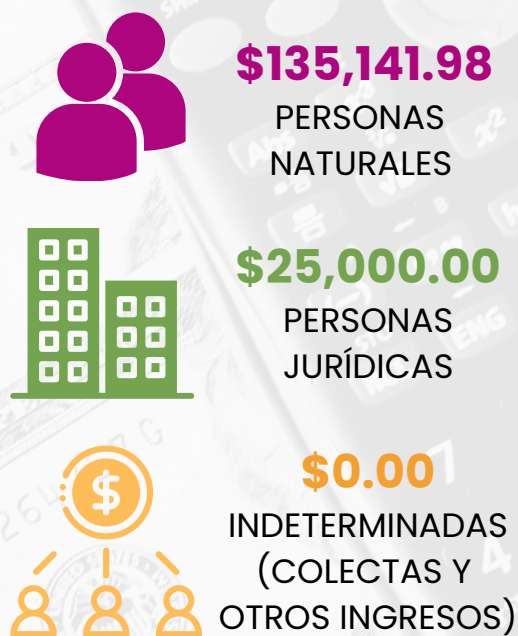 $135,141.98
PERSONAS
NATURALES
$25,000.00
PERSONAS
JURÍDICAS
$0.00
INDETERMINADAS
(COLECTAS Y
OTROS INGRESOS)